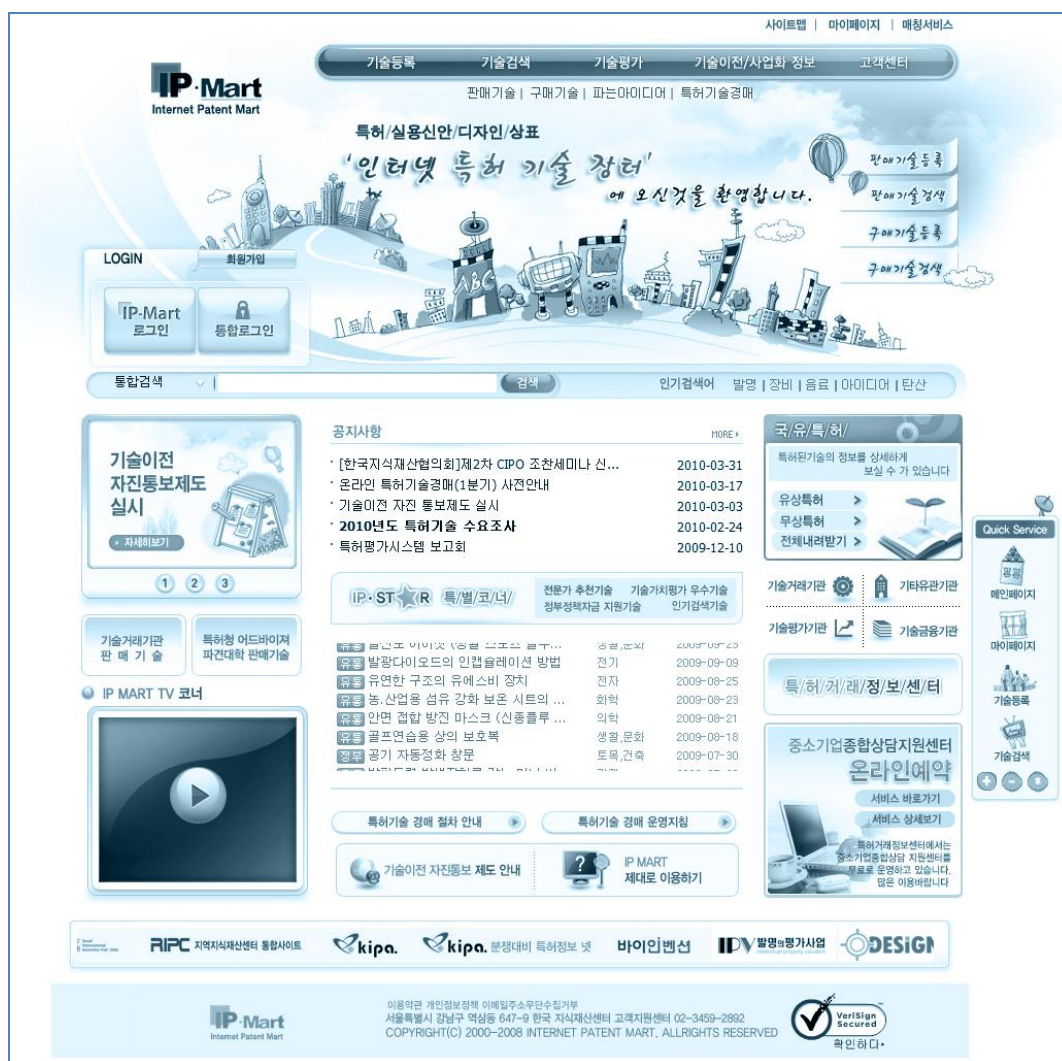 사이트맵 | 마이페이지 | 매칭서비스
IP·Mart
Internet Patent Mart
기술등록 기술검색 기술평가 기술이전/사업화 정보 고객센터
판매기술 | 구매기술 | 파는아이디어 | 특허기술경매
특허/실용신안/디자인/상표
'인터넷 특허 기술 장터'
에 오신것을 환영합니다.
판매기술등록
판매기술검색
구매기술등록
구매기술검색
ABC
LOGIN 회원가입
IP-Mart
로그인
통합로그인
통합검색 검색 인기검색어 발명 | 장비 | 음료 | 아이디어 | 탄산
기술이전
자진통보제도
실시
자세히보기
1 2 3
기술거래기관
판 매 기 술
특허청 어드바이져
파견대학 판매기술
IP MART TV 코너
공지사항 MORE
· [한국지식재산협의회]제2차 CIPO 조찬세미나 신... 2010-03-31
· 온라인 특허기술경매(1분기) 사전안내 2010-03-17
· 기술이전 자진 통보제도 실시 2010-03-03
· 2010년도 특허기술 수요조사 2010-02-24
· 특허평가시스템 보고회 2009-12-10
IP·STAR 특/별/코/너/
전문가 추천기술 기술가치평가 우수기술
정부정책자금 지원기술 인기검색기술
유통 발광다이오드의 인캡슐레이션 방법 전기 2009-09-09
유통 유연한 구조의 유에스비 장치 전자 2009-08-25
유통 농.산업용 섬유 강화 보온 시트의 ... 화학 2009-08-23
유통 안면 접합 방진 마스크 (신종플루 ... 의학 2009-08-21
유통 골프연습용 상의 보호복 생활,문화 2009-08-18
정부 공기 자동정화 창문 토목,건축 2009-07-30
특허기술 경매 절차 안내
특허기술 경매 운영지침
기술이전 자진통보 제도 안내
IP MART
제대로 이용하기
국/유/특/허/
특허된기술의 정보를 상세하게
보실 수 가 있습니다
유상특허 >
무상특허 >
전체내려받기 >
기술거래기관 기타유관기관
기술평가기관 기술금융기관
특/허/거/래/정/보/센/터
중소기업종합상담지원센터
온라인예약
서비스 바로가기
서비스 상세보기
특허거래정보센터에서는
중소기업종합상담 지원센터를
무료로 운영하고 있습니다.
많은 이용바랍니다
Quick Service
메인페이지
마이페이지
기술등록
기술검색
RIPC 지역지식재산센터 통합사이트
kipa.
kipa. 분쟁대비 특허정보 넷
바이인벤션
IPV 발명의평가사업
DESIGN
IP·Mart
Internet Patent Mart
이용약관 개인정보정책 이메일주소무단수집거부
서울특별시 강남구 역삼동 647-9 한국 지식재산센터 고객지원센터 02-3459-2892
COPYRIGHT(C) 2000-2008 INTERNET PATENT MART. ALLRIGHTS RESERVED
VeriSign
Secured
확인하다